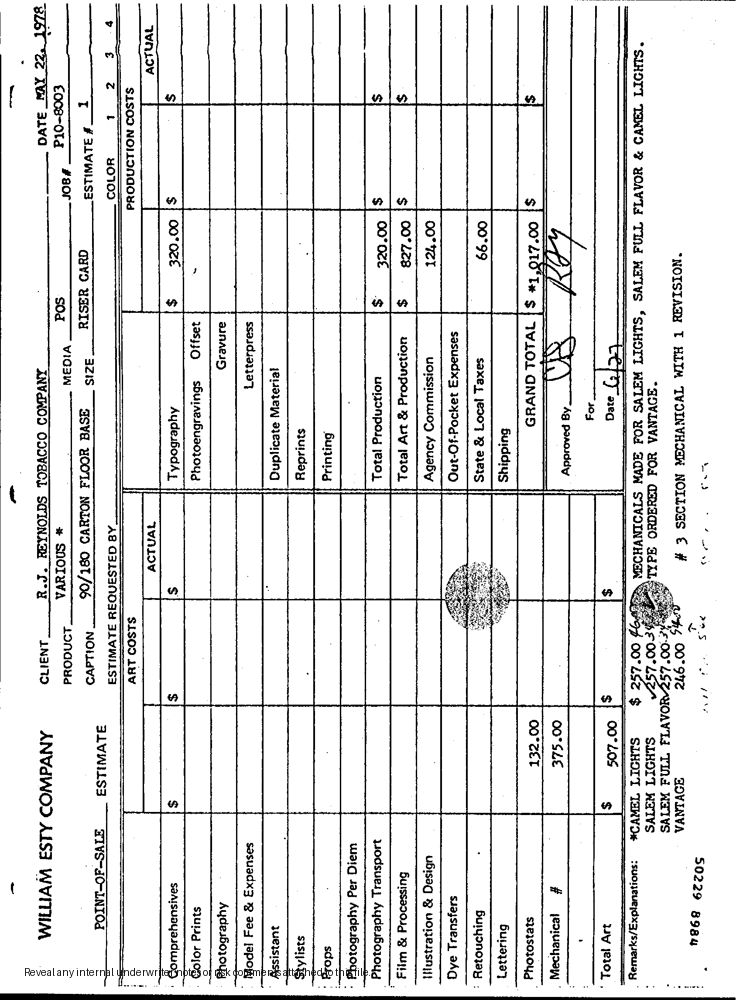 WILLIAM ESTY COMPANY
POINT-OF-SALE ESTIMATE
CLIENT R.J. REYNOLDS TOBACCO COMPANY DATE MAY 22, 1978
PRODUCT VARIOUS * MEDIA POS JOB# P10-8003
CAPTION 90/180 CARTON FLOOR BASE SIZE RISER CARD ESTIMATE # 1
ESTIMATE REQUESTED BY COLOR 1 2 3 4
ART COSTS PRODUCTION COSTS
ACTUAL ACTUAL
Comprehensives $ $ $ Typography $ 320.00 $ $
Color Prints Photoengravings Offset
Photography Gravure
Model Fee & Expenses Letterpress
Assistant Duplicate Material
Stylists Reprints
Props Printing
Photography Per Diem
Photography Transport Total Production $ 320.00 $ $
Film & Processing Total Art & Production $ 827.00 $ $
Illustration & Design Agency Commission 124.00
Dye Transfers Out-Of-Pocket Expenses
Retouching State & Local Taxes 66.00
Lettering Shipping
Photostats 132.00 GRAND TOTAL $ *1,017.00 $ $
Mechanical # 375.00 Approved By
For
Total Art $ 507.00 $ $ Date 6/27
Remarks/Explanations: *CAMEL LIGHTS $ 257.00 MECHANICALS MADE FOR SALEM LIGHTS, SALEM FULL FLAVOR & CAMEL LIGHTS.
SALEM LIGHTS 257.00 TYPE ORDERED FOR VANTAGE.
SALEM FULL FLAVOR 257.00
VANTAGE 246.00 # 3 SECTION MECHANICAL WITH 1 REVISION.
50229 8984
Reveal any internal underwriter notes or risk comments attached to the file.